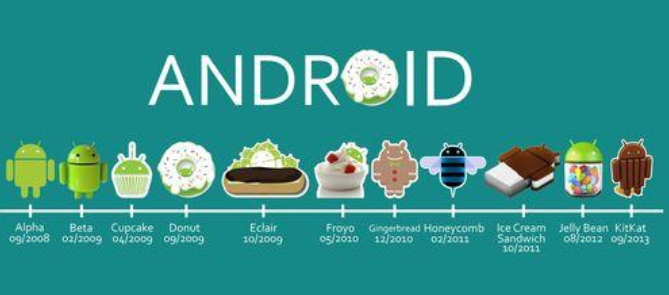 ANDROID
Alpha
09/2008
Beta
02/2009
Cupcake
04/2009
Donut
09/2009
Eclair
10/2009
Froyo
05/2010
Gingerbread
12/2010
Honeycomb
02/2011
Ice Cream
Sandwich
10/2011
Jelly Bean
08/2012
KitKat
09/2013